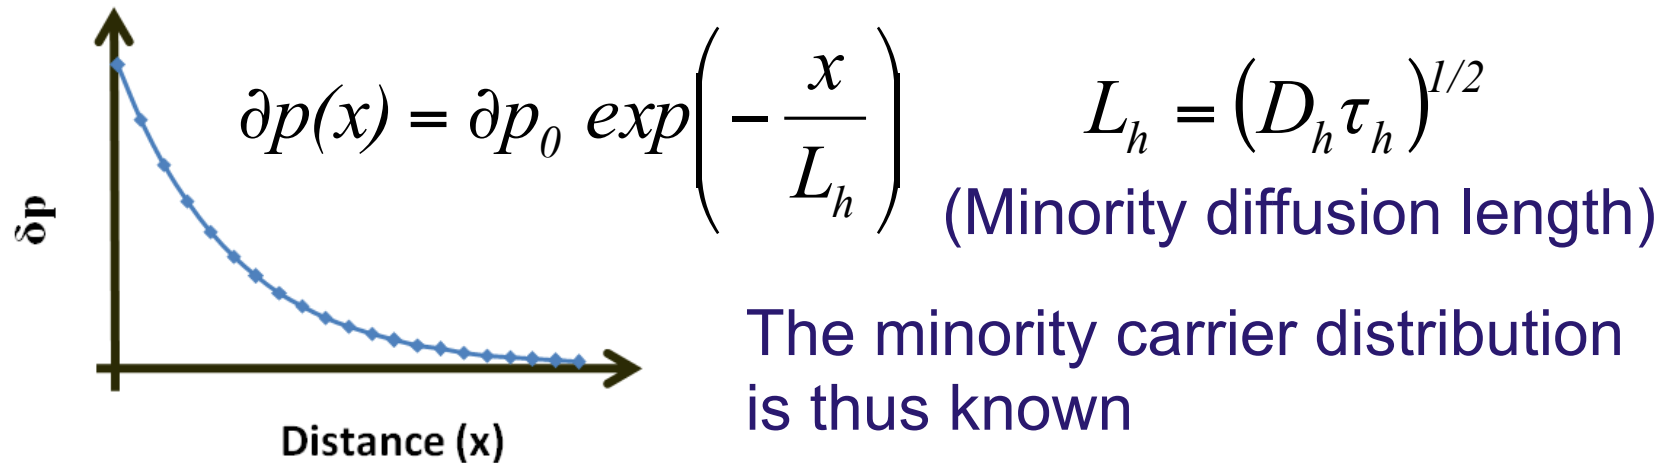 δp
∂p(x) = ∂p₀ exp(− x/Lₕ)
Lₕ = (Dₕτₕ)^1/2
(Minority diffusion length)
The minority carrier distribution
is thus known
Distance (x)